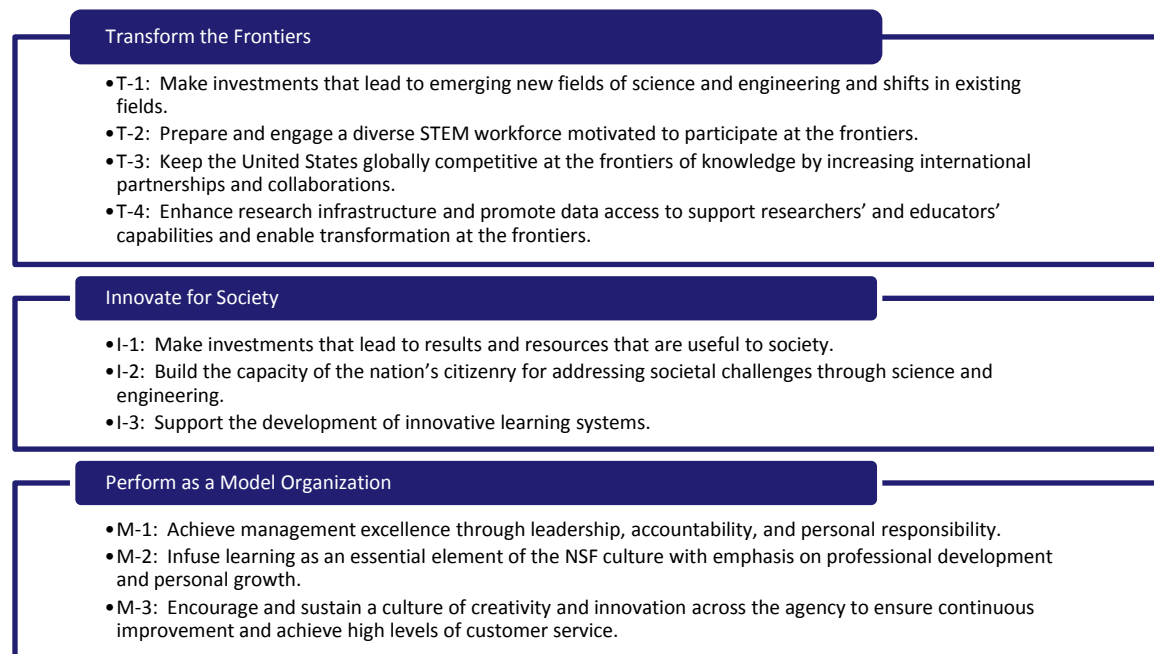 Transform the Frontiers
•T-1: Make investments that lead to emerging new fields of science and engineering and shifts in existing
fields.
•T-2: Prepare and engage a diverse STEM workforce motivated to participate at the frontiers.
•T-3: Keep the United States globally competitive at the frontiers of knowledge by increasing international
partnerships and collaborations.
•T-4: Enhance research infrastructure and promote data access to support researchers’ and educators’
capabilities and enable transformation at the frontiers.
Innovate for Society
•I-1: Make investments that lead to results and resources that are useful to society.
•I-2: Build the capacity of the nation’s citizenry for addressing societal challenges through science and
engineering.
•I-3: Support the development of innovative learning systems.
Perform as a Model Organization
•M-1: Achieve management excellence through leadership, accountability, and personal responsibility.
•M-2: Infuse learning as an essential element of the NSF culture with emphasis on professional development
and personal growth.
•M-3: Encourage and sustain a culture of creativity and innovation across the agency to ensure continuous
improvement and achieve high levels of customer service.